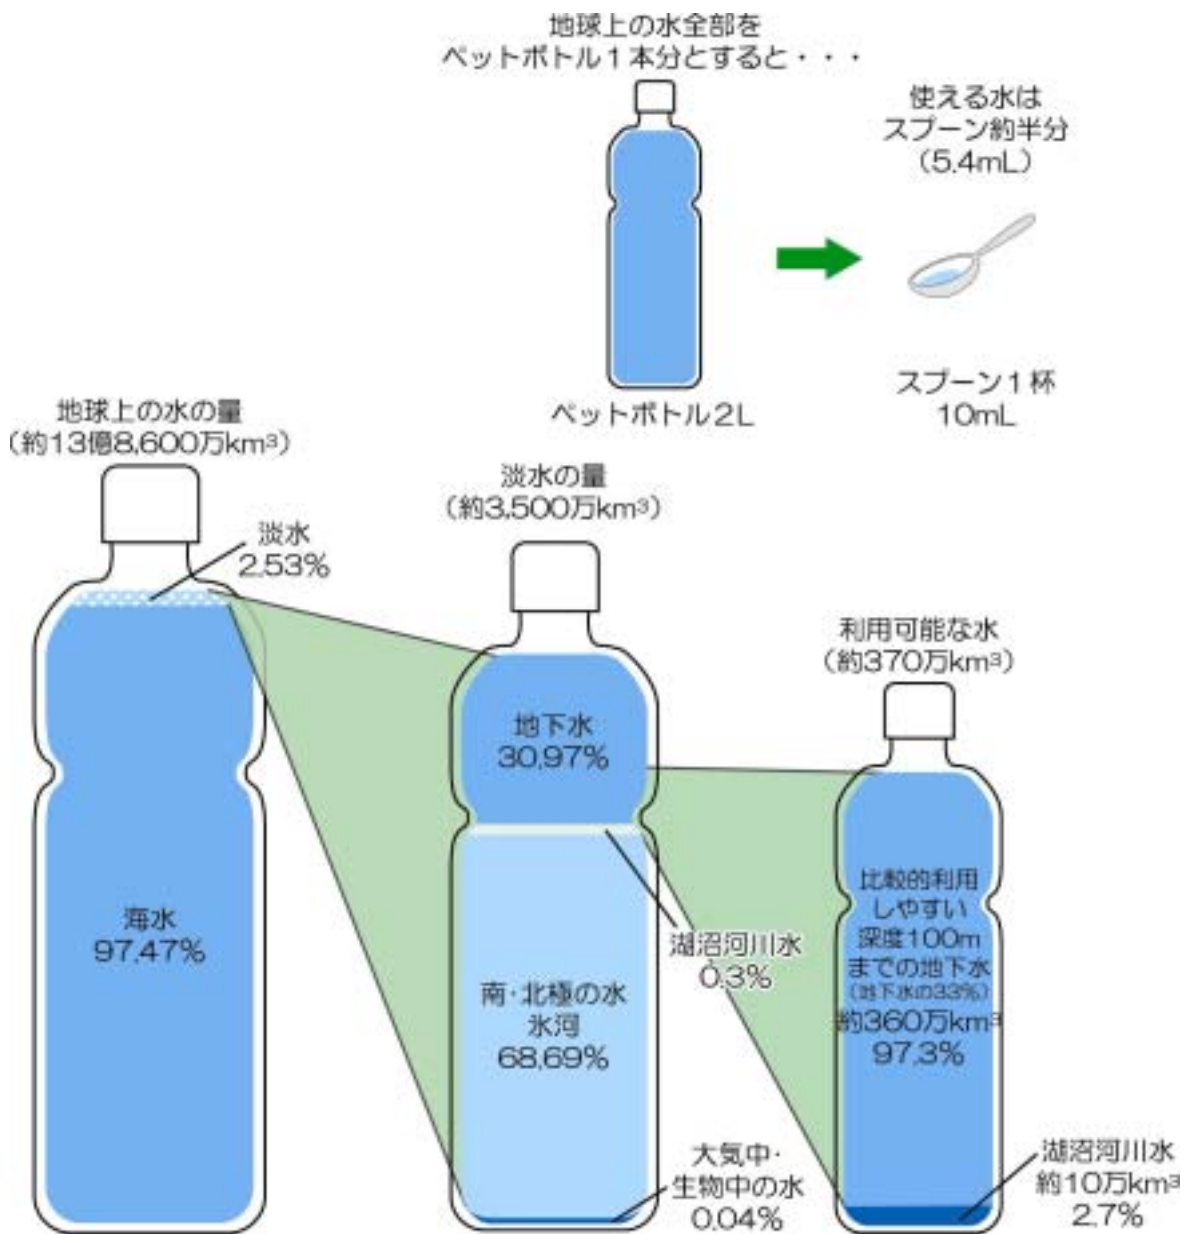 地球上の水全部を
ペットボトル1本分とすると・・・
使える水は
スプーン約半分
(5.4mL)
ペットボトル2L
スプーン1杯
10mL
地球上の水の量
(約13億8,600万km³)
淡水
2.53%
海水
97.47%
淡水の量
(約3,500万km³)
地下水
30.97%
湖沼河川水
0.3%
南・北極の氷
氷河
68.69%
大気中・
生物中の水
0.04%
利用可能な水
(約370万km³)
比較的利用
しやすい
深度100m
までの地下水
(地下水の33%)
約360万km³
97.3%
湖沼河川水
約10万km³
2.7%